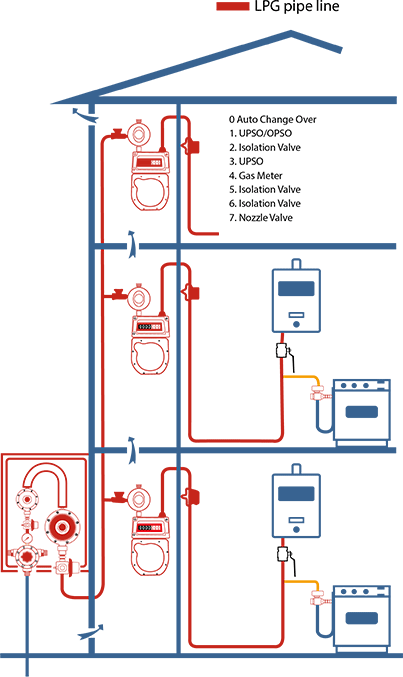 LPG pipe line
0 Auto Change Over
1. UPSO/OPSO
2. Isolation Valve
3. UPSO
4. Gas Meter
5. Isolation Valve
6. Isolation Valve
7. Nozzle Valve